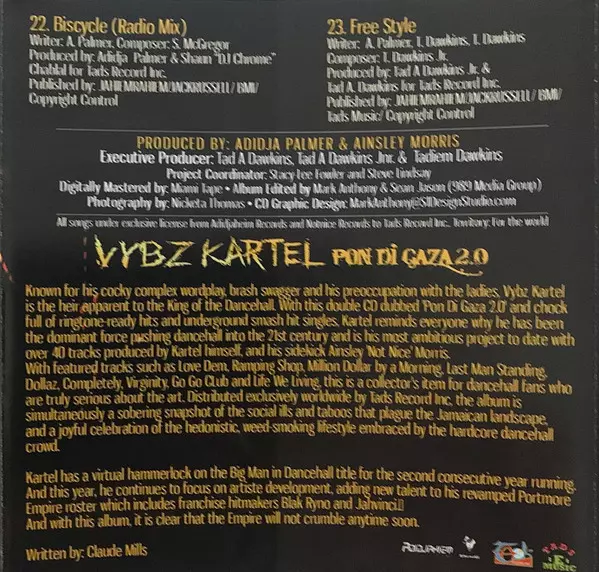 22. Biscycle (Radio Mix)
Writer: A. Palmer, Composer: S. McGregor
Produced by: Adidja Palmer & Shaun "DJ Chrome"
Chablal for Tads Record Inc.
Published by: JAHIEMRAHIEM/JACKRUSSELL/ BMI/
Copyright Control
23. Free Style
Writer: A. Palmer, T. Dawkins, T. Dawkins
Composer: T. Dawkins Jr.
Produced by: Tad A Dawkins Jr. &
Tad A. Dawkins for Tads Record Inc.
Published by: JAHIEMRAHIEM/JACKRUSSELL/ BMI/
Tads Music/ Copyright Control
PRODUCED BY: ADIDJA PALMER & AINSLEY MORRIS
Executive Producer: Tad A Dawkins, Tad A Dawkins Jnr. & Tadiem Dawkins
Project Coordinator: Stacy-Lee Fowler and Steve Lindsay
Digitally Mastered by: Miami Tape • Album Edited by Mark Anthony & Sean Jason (989 Media Group)
Photography by: Nicketa Thomas • CD Graphic Design: MarkAnthony@S11DesignStudio.com
All songs under exclusive license from Adidjaheim Records and Notnice Records to Tads Record Inc., Territory: For the world
VYBZ KARTEL PON Di GAZA 2.0
Known for his cocky complex wordplay, brash swagger and his preoccupation with the ladies, Vybz Kartel
is the heir apparent to the King of the Dancehall. With this double CD dubbed 'Pon Di Gaza 2.0' and chock
full of ringtone-ready hits and underground smash hit singles, Kartel reminds everyone why he has been
the dominant force pushing dancehall into the 21st century and is his most ambitious project to date with
over 40 tracks produced by Kartel himself, and his sidekick Ainsley 'Not Nice' Morris.
With featured tracks such as Love Dem, Ramping Shop, Million Dollar by a Morning, Last Man Standing,
Dollaz, Completely, Virginity, Go Go Club and Life We Living, this is a collector's item for dancehall fans who
are truly serious about the art. Distributed exclusively worldwide by Tads Record Inc, the album is
simultaneously a sobering snapshot of the social ills and taboos that plague the Jamaican landscape,
and a joyful celebration of the hedonistic, weed-smoking lifestyle embraced by the hardcore dancehall
crowd.
Kartel has a virtual hammerlock on the Big Man in Dancehall title for the second consecutive year running.
And this year, he continues to focus on artiste development, adding new talent to his revamped Portmore
Empire roster which includes franchise hitmakers Blak Ryno and Jahvinci.
And with this album, it is clear that the Empire will not crumble anytime soon.
Written by: Claude Mills
ADIDJAHEIM
Tads
TADS
MUSIC